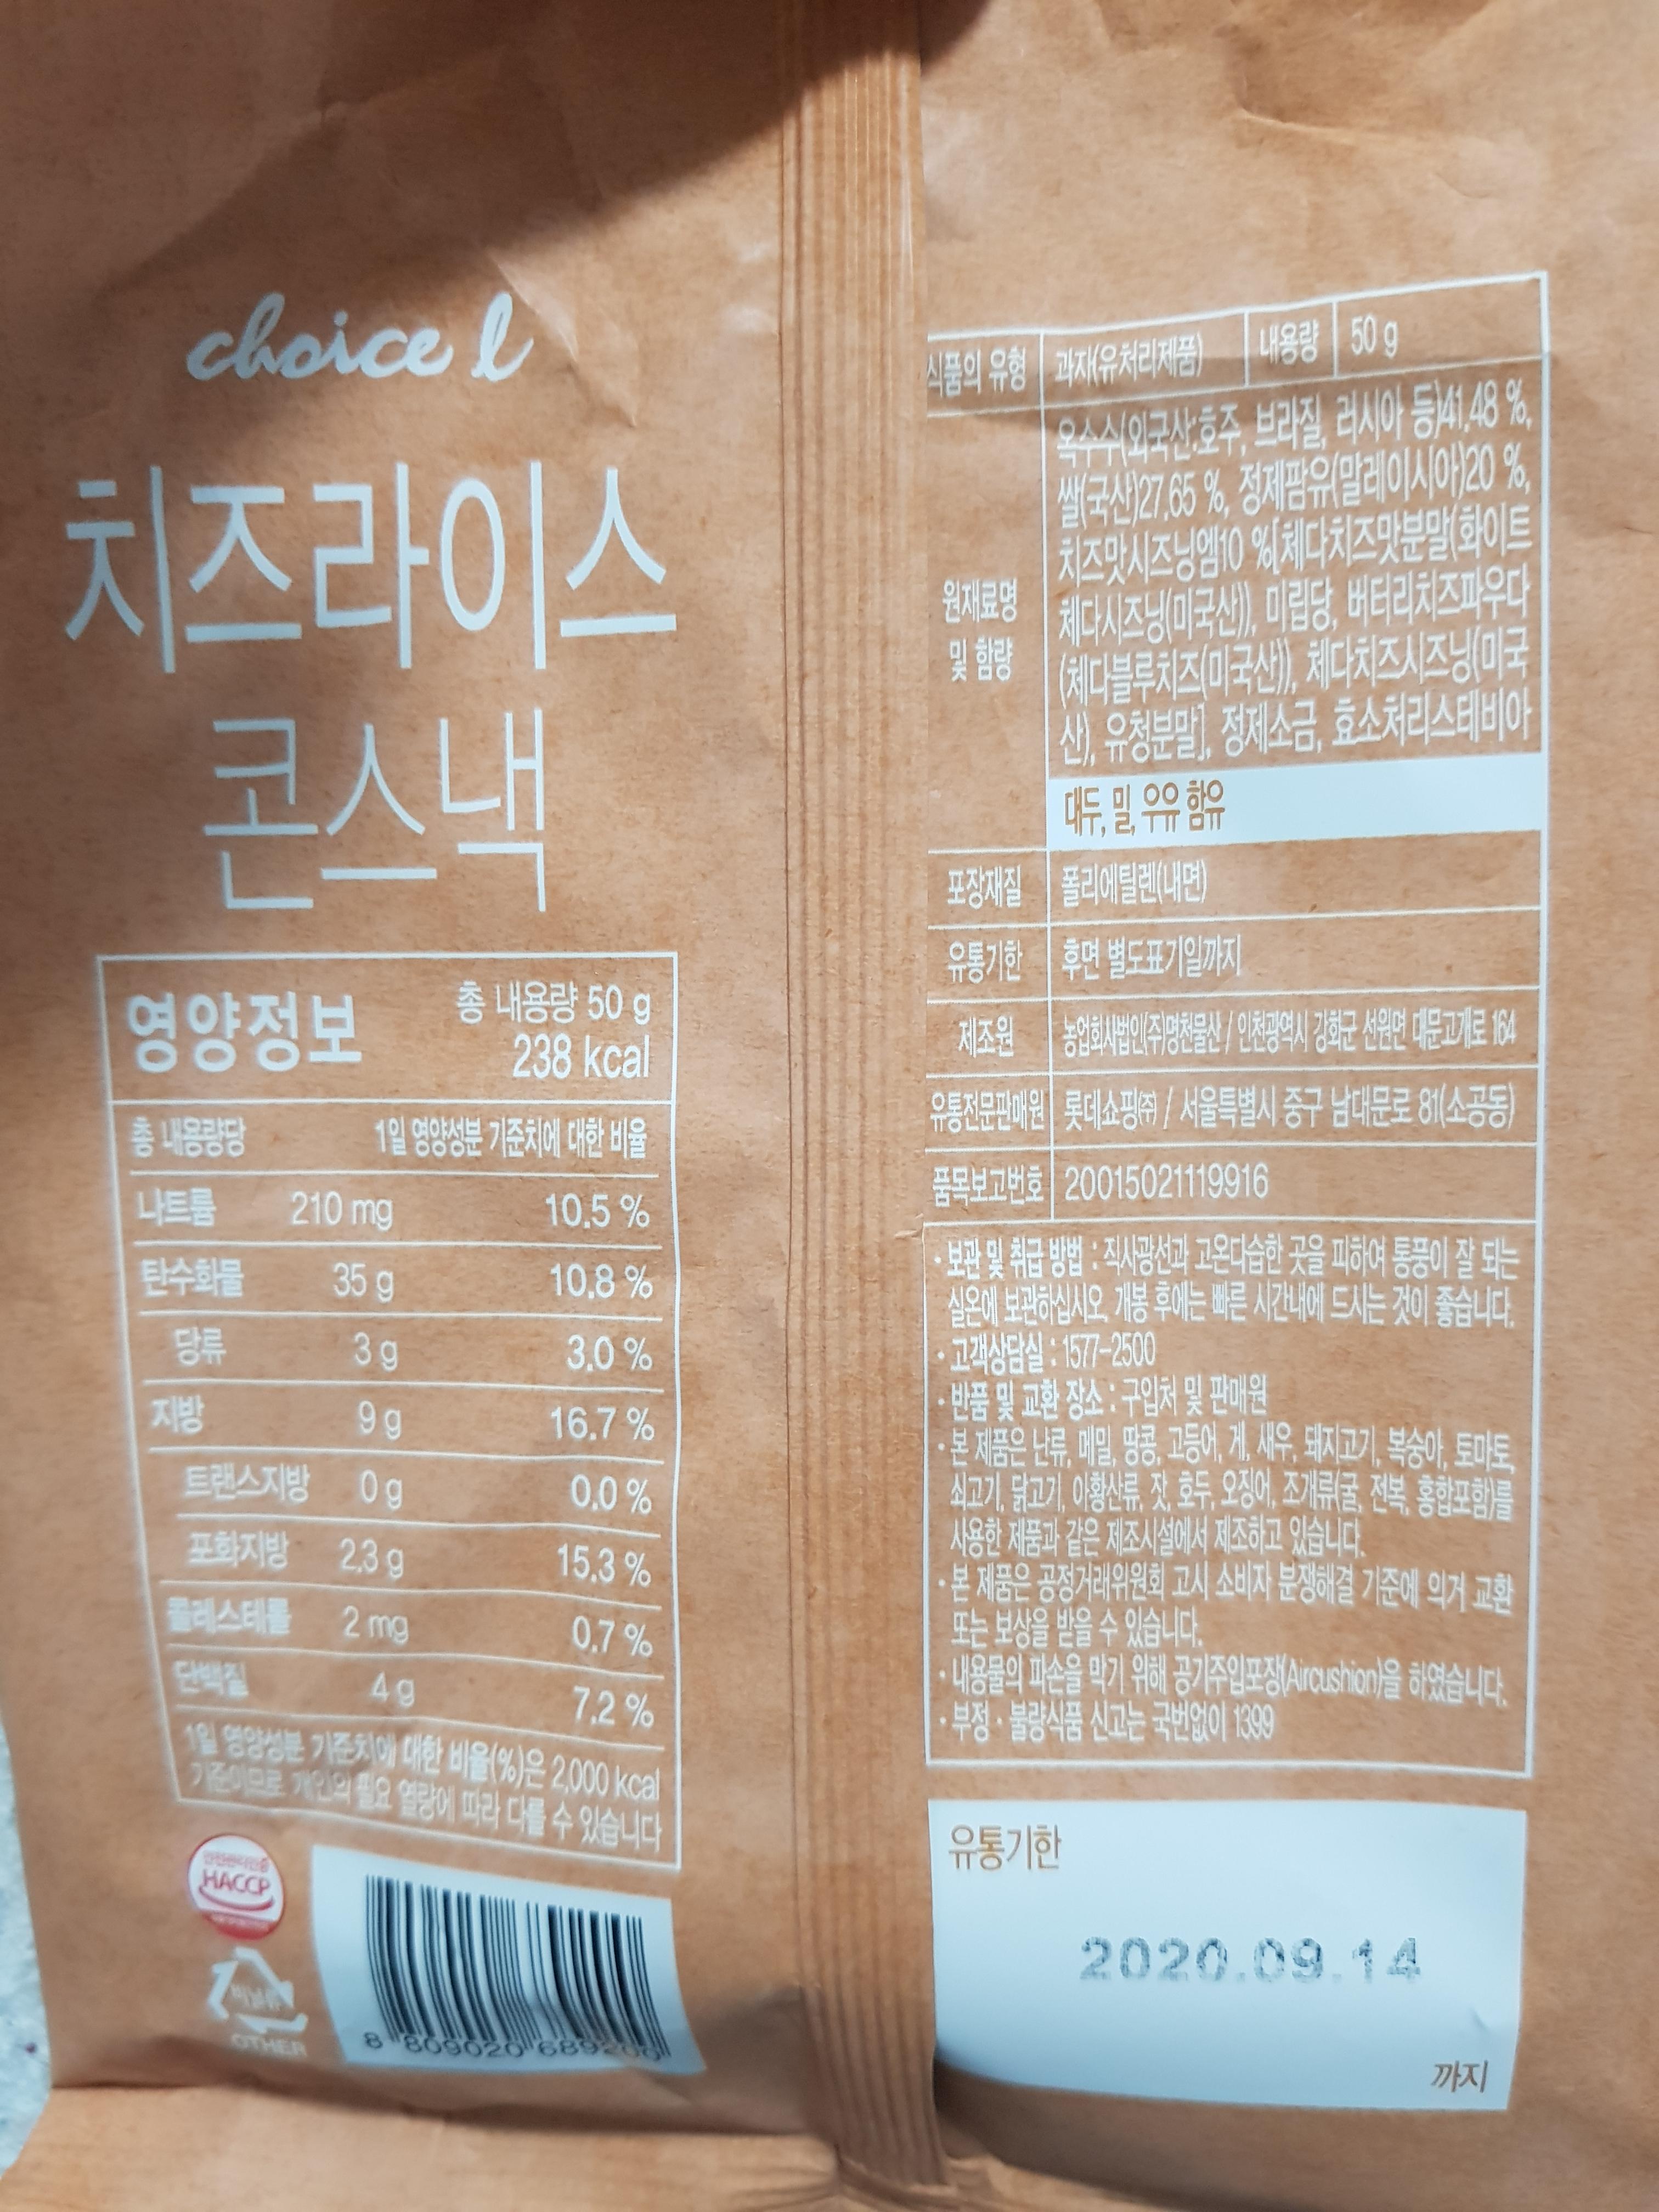 choice l
치즈라이스
콘스낵
영양정보
총 내용량 50 g
238 kcal
총 내용량당 1일 영양성분 기준치에 대한 비율
나트륨 210 mg 10.5 %
탄수화물 35 g 10.8 %
당류 3 g 3.0 %
지방 9 g 16.7 %
트랜스지방 0 g 0.0 %
포화지방 2.3 g 15.3 %
콜레스테롤 2 mg 0.7 %
단백질 4 g 7.2 %
1일 영양성분 기준치에 대한 비율(%)은 2,000 kcal
기준이므로 개인의 필요 열량에 따라 다를 수 있습니다
안전관리인증
HACCP
비닐류
OTHER
8 809020 689200
식품의 유형 과자(유처리제품) 내용량 50 g
원재료명
및 함량
옥수수(외국산:호주, 브라질, 러시아 등)41.48 %,
쌀(국산)27.65 %, 정제팜유(말레이시아)20 %,
치즈맛시즈닝엠10 %[체다치즈맛분말(화이트
체다시즈닝(미국산)), 미립당, 버터리치즈파우다
(체다블루치즈(미국산)), 체다치즈시즈닝(미국
산), 유청분말], 정제소금, 효소처리스테비아
대두, 밀, 우유 함유
포장재질 폴리에틸렌(내면)
유통기한 후면 별도표기일까지
제조원 농업회사법인(주)명천물산 / 인천광역시 강화군 선원면 대문고개로 164
유통전문판매원 롯데쇼핑㈜ / 서울특별시 중구 남대문로 81(소공동)
품목보고번호 20015021119916
· 보관 및 취급 방법 : 직사광선과 고온다습한 곳을 피하여 통풍이 잘 되는
실온에 보관하십시오. 개봉 후에는 빠른 시간내에 드시는 것이 좋습니다.
· 고객상담실 : 1577-2500
· 반품 및 교환 장소 : 구입처 및 판매원
· 본 제품은 난류, 메밀, 땅콩, 고등어, 게, 새우, 돼지고기, 복숭아, 토마토,
쇠고기, 닭고기, 아황산류, 잣, 호두, 오징어, 조개류(굴, 전복, 홍합포함)를
사용한 제품과 같은 제조시설에서 제조하고 있습니다.
· 본 제품은 공정거래위원회 고시 소비자 분쟁해결 기준에 의거 교환
또는 보상을 받을 수 있습니다.
· 내용물의 파손을 막기 위해 공기주입포장(Aircushion)을 하였습니다.
· 부정 · 불량식품 신고는 국번없이 1399
유통기한
2020.09.14
까지